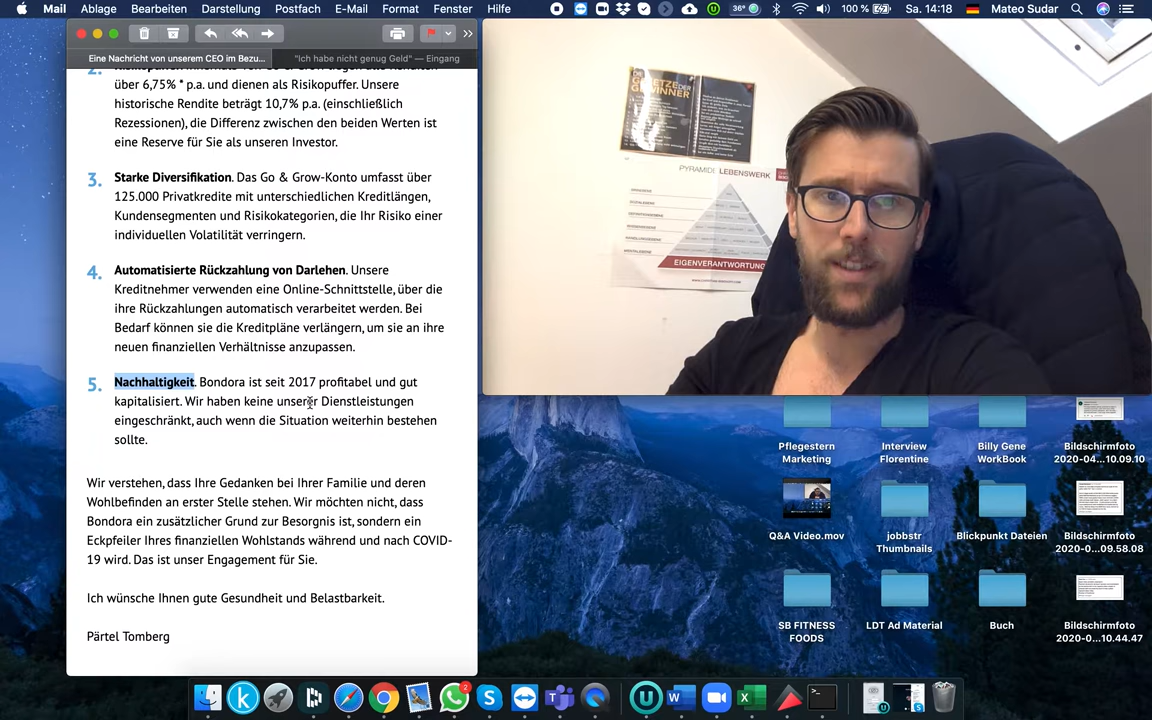 Mail Ablage Bearbeiten Darstellung Postfach E-Mail Format Fenster Hilfe
36° 100 % Sa. 14:18 Mateo Sudar
Eine Nachricht von unserem CEO im Bezu... "Ich habe nicht genug Geld" — Eingang
über 6,75% * p.a. und dienen als Risikopuffer. Unsere
historische Rendite beträgt 10,7% p.a. (einschließlich
Rezessionen), die Differenz zwischen den beiden Werten ist
eine Reserve für Sie als unseren Investor.
3. Starke Diversifikation. Das Go & Grow-Konto umfasst über
125.000 Privatkredite mit unterschiedlichen Kreditlängen,
Kundensegmenten und Risikokategorien, die Ihr Risiko einer
individuellen Volatilität verringern.
4. Automatisierte Rückzahlung von Darlehen. Unsere
Kreditnehmer verwenden eine Online-Schnittstelle, über die
ihre Rückzahlungen automatisch verarbeitet werden. Bei
Bedarf können sie die Kreditpläne verlängern, um sie an ihre
neuen finanziellen Verhältnisse anzupassen.
5. Nachhaltigkeit. Bondora ist seit 2017 profitabel und gut
kapitalisiert. Wir haben keine unserer Dienstleistungen
eingeschränkt, auch wenn die Situation weiterhin bestehen
sollte.
Wir verstehen, dass Ihre Gedanken bei Ihrer Familie und deren
Wohlbefinden an erster Stelle stehen. Wir möchten nicht, dass
Bondora ein zusätzlicher Grund zur Besorgnis ist, sondern ein
Eckpfeiler Ihres finanziellen Wohlstands während und nach COVID-
19 wird. Das ist unser Engagement für Sie.
Ich wünsche Ihnen gute Gesundheit und Belastbarkeit.
Pärtel Tomberg
GESETZE DER
GEWINNER
PYRAMIDE LEBENSWERK
EIGENVERANTWORTUNG
Pflegestern
Marketing
Interview
Florentine
Billy Gene
WorkBook
Bildschirmfoto
2020-04...10.09.10
Q&A Video.mov
jobbstr
Thumbnails
Blickpunkt Dateien
Bildschirmfoto
2020-0...09.58.08
SB FITNESS
FOODS
LDT Ad Material
Buch
Bildschirmfoto
2020-0...10.44.47
2